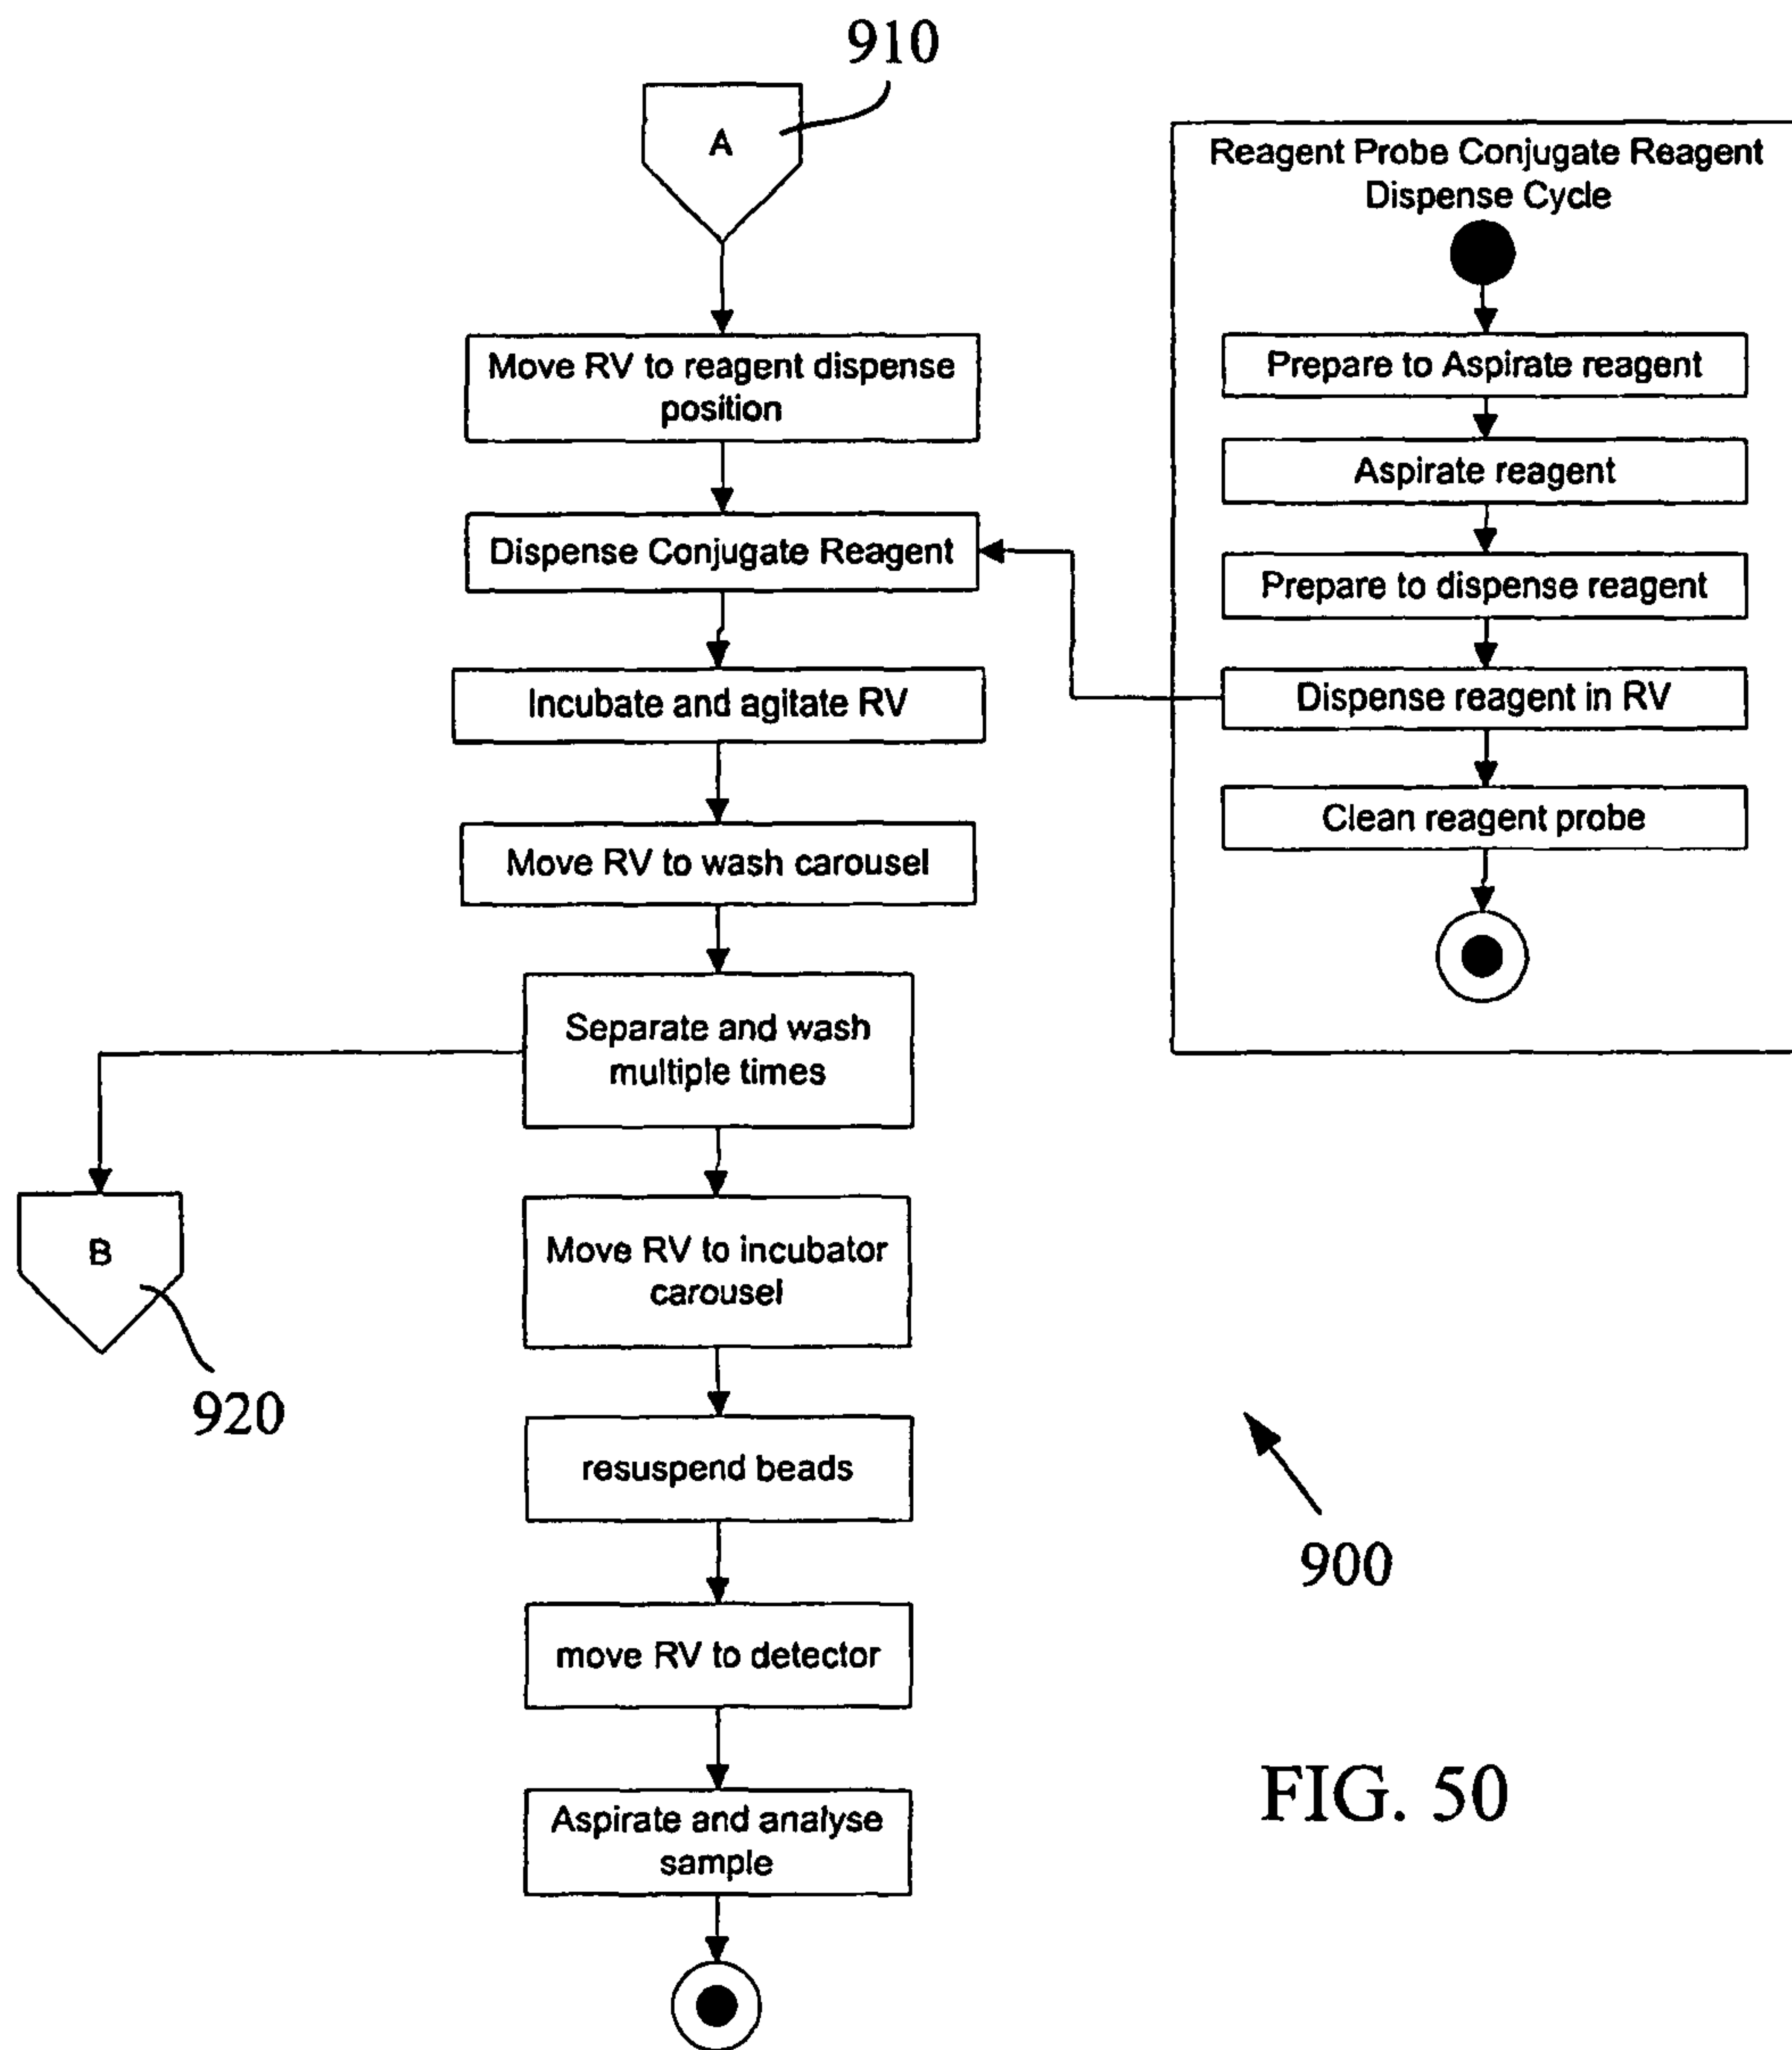 910
A
Reagent Probe Conjugate Reagent
Dispense Cycle
Move RV to reagent dispense
position
Prepare to Aspirate reagent
Aspirate reagent
Dispense Conjugate Reagent
Prepare to dispense reagent
Incubate and agitate RV
Dispense reagent in RV
Clean reagent probe
Move RV to wash carousel
Separate and wash
multiple times
B
920
Move RV to incubator
carousel
resuspend beads
900
move RV to detector
Aspirate and analyse
sample
FIG. 50